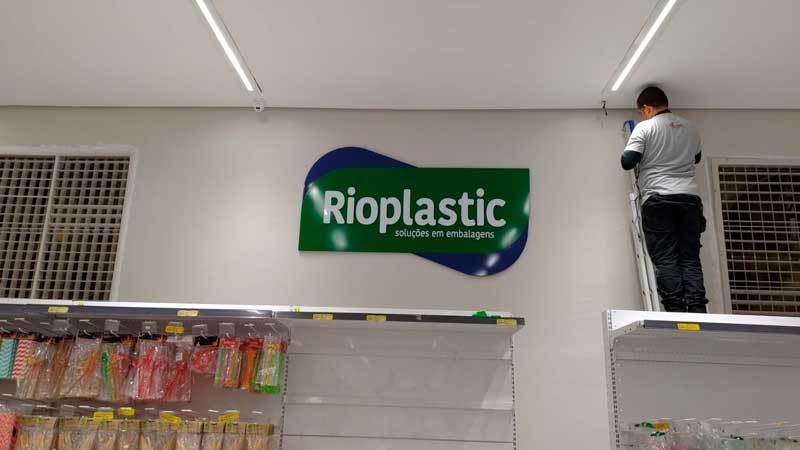 Rioplastic
soluções em embalagens